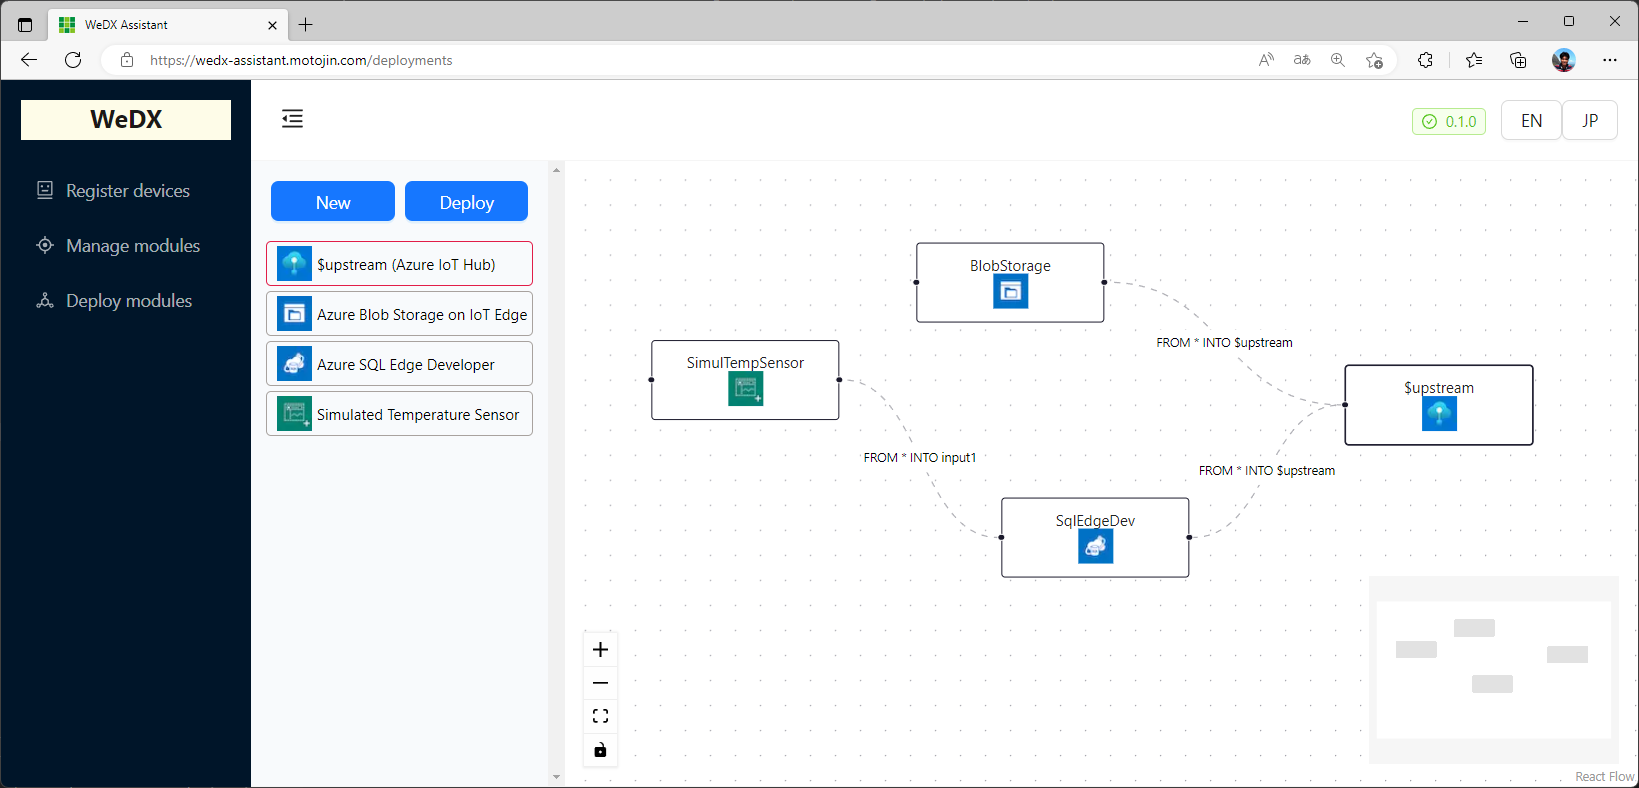 WeDX Assistant
https://wedx-assistant.motojin.com/deployments
WeDX
0.1.0
EN
JP
Register devices
Manage modules
Deploy modules
New
Deploy
$upstream (Azure IoT Hub)
Azure Blob Storage on IoT Edge
Azure SQL Edge Developer
Simulated Temperature Sensor
BlobStorage
FROM * INTO $upstream
SimulTempSensor
$upstream
FROM * INTO input1
FROM * INTO $upstream
SqlEdgeDev
React Flow